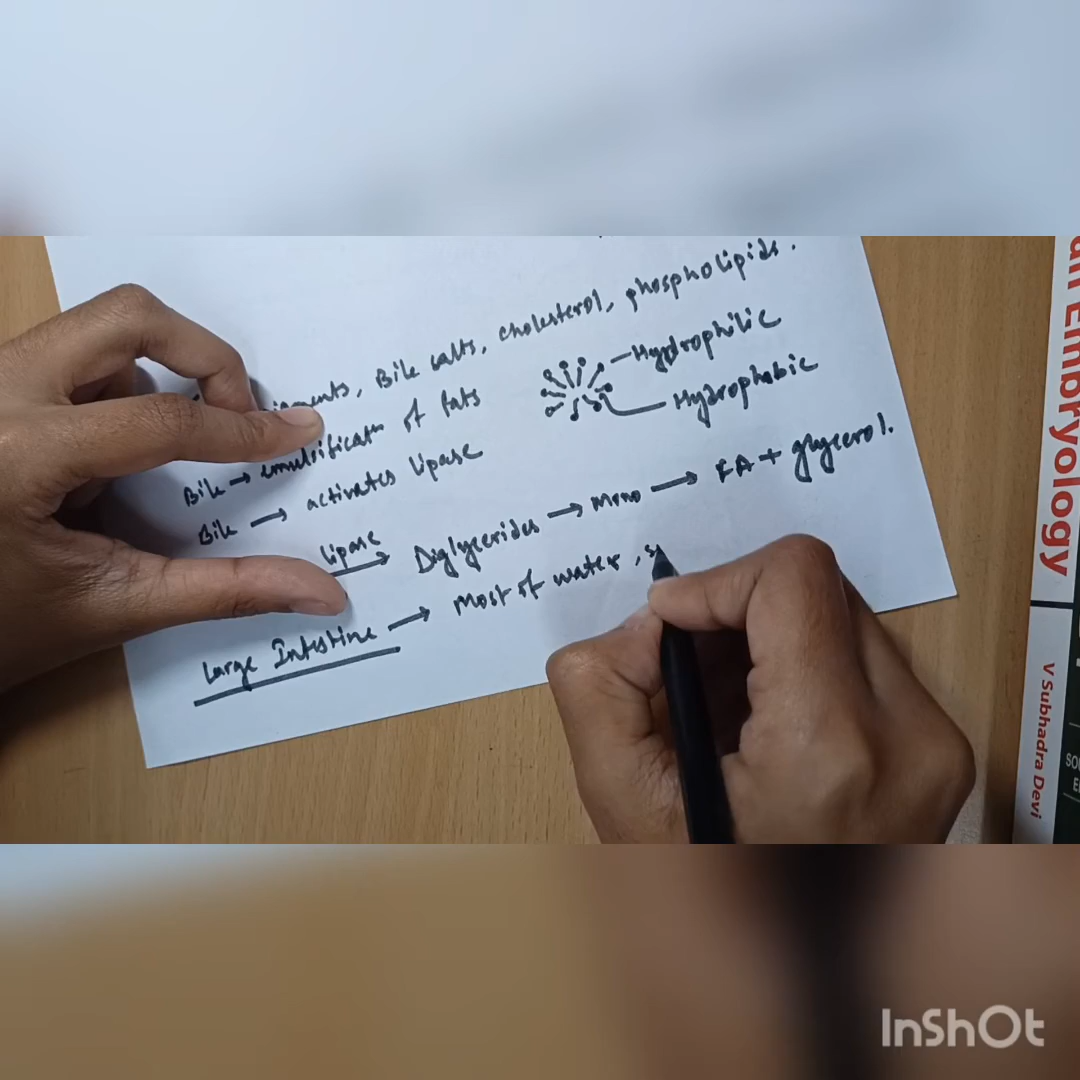 Bile salts, cholesterol, phospholipids.
Bile → emulsificatn of fats
Hydrophilic
Hydrophobic
Bile → activates lipase
lipase → Diglycerides → Mono → FA + glycerol.
Large Intestine → Most of water,
Embryology
V Subhadra Devi
InShOt